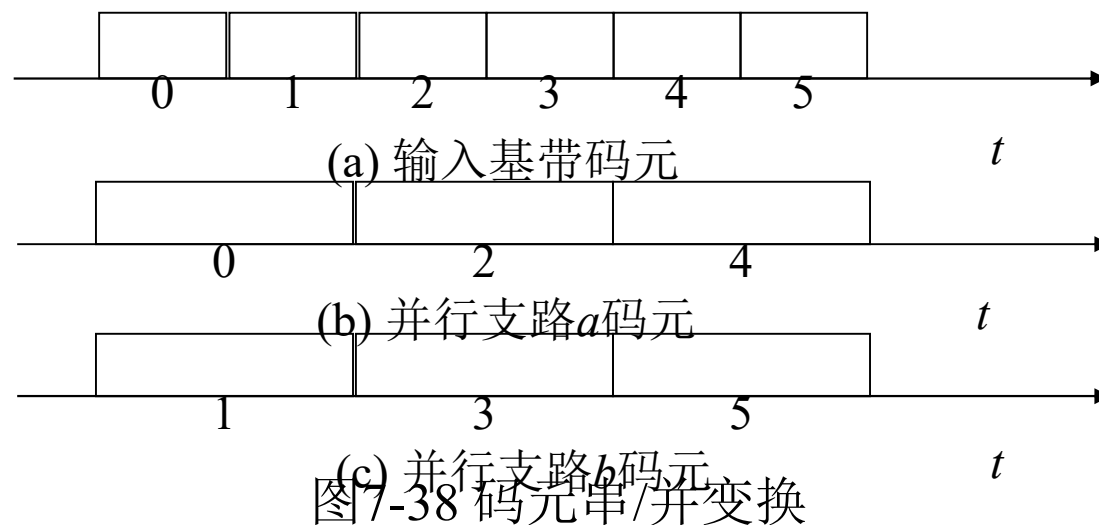 0 1 2 3 4 5
(a) 输入基带码元 t
0 2 4
(b) 并行支路a码元 t
1 3 5
(c) 并行支路b码元 t
图7-38 码元串/并变换